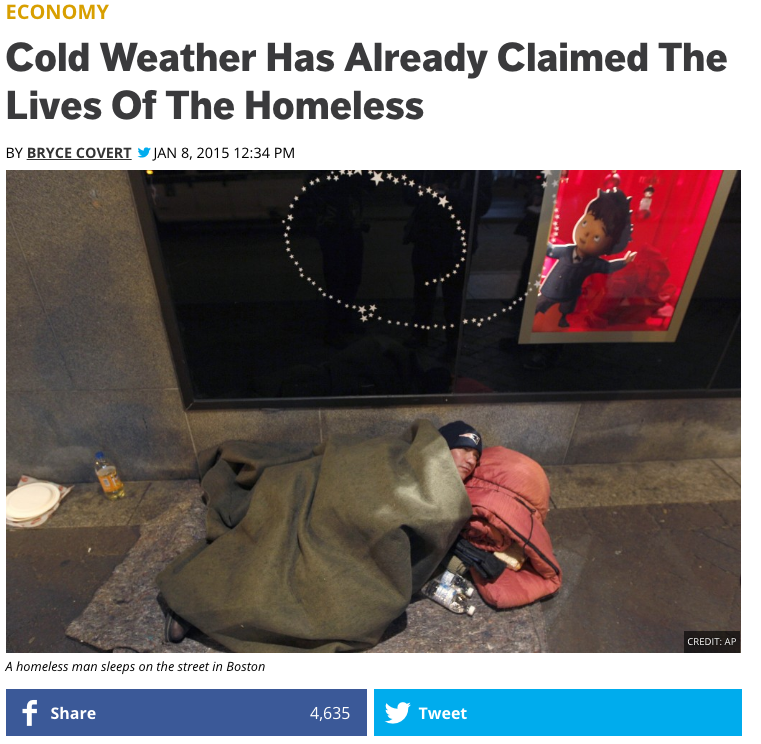 ECONOMY
Cold Weather Has Already Claimed The
Lives Of The Homeless
BY BRYCE COVERT JAN 8, 2015 12:34 PM
CREDIT: AP
A homeless man sleeps on the street in Boston
Share 4,635 Tweet